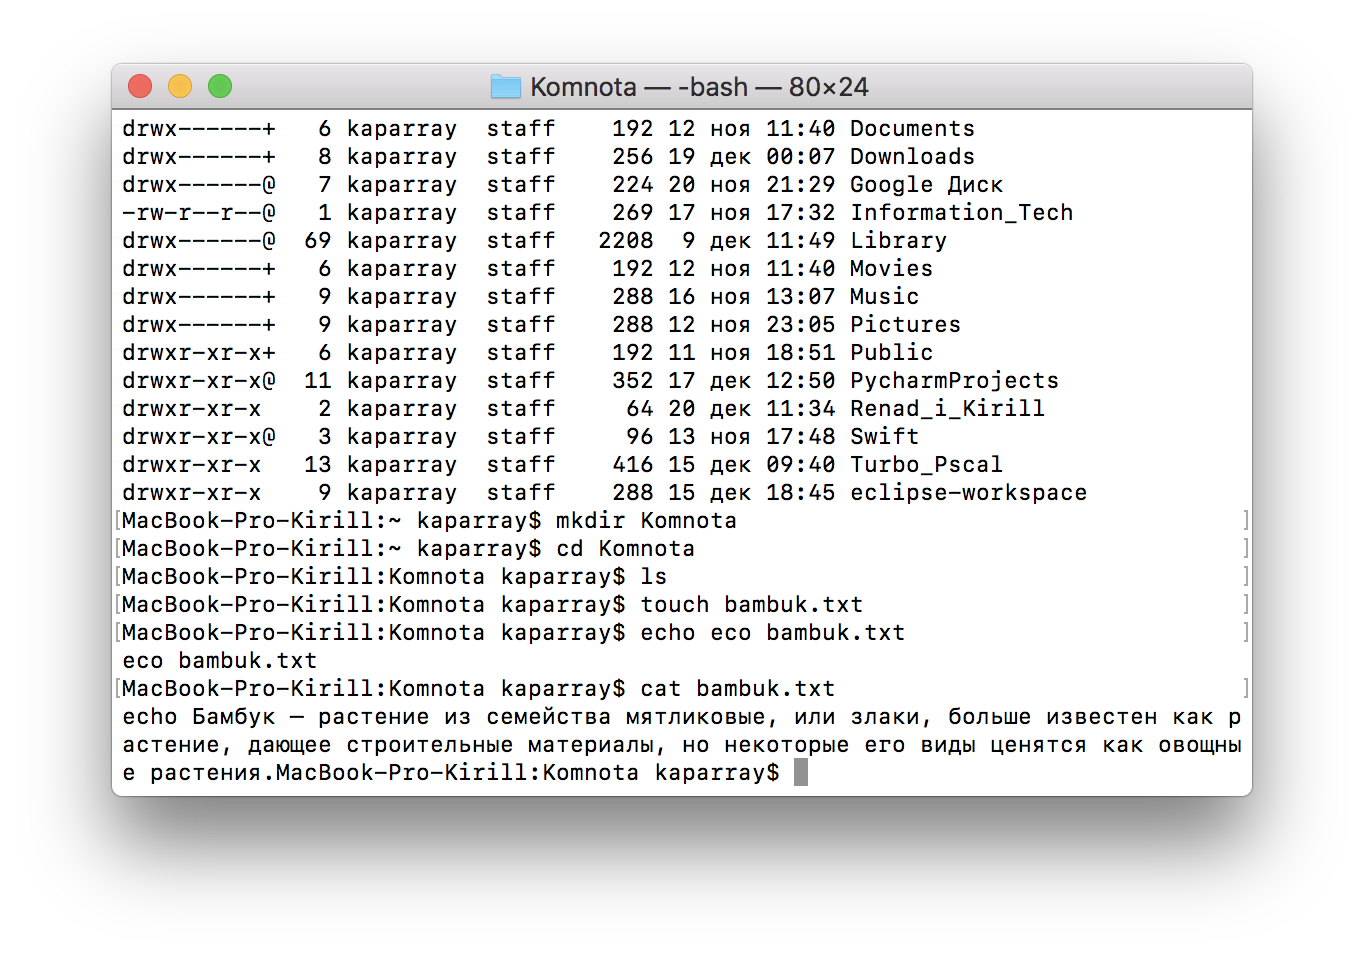 Komnota — -bash — 80×24
drwx------+   6 kaparray  staff    192 12 ноя 11:40 Documents
drwx------+   8 kaparray  staff    256 19 дек 00:07 Downloads
drwx------@   7 kaparray  staff    224 20 ноя 21:29 Google Диск
-rw-r--r--@   1 kaparray  staff    269 17 ноя 17:32 Information_Tech
drwx------@  69 kaparray  staff   2208  9 дек 11:49 Library
drwx------+   6 kaparray  staff    192 12 ноя 11:40 Movies
drwx------+   9 kaparray  staff    288 16 ноя 13:07 Music
drwx------+   9 kaparray  staff    288 12 ноя 23:05 Pictures
drwxr-xr-x+   6 kaparray  staff    192 11 ноя 18:51 Public
drwxr-xr-x@  11 kaparray  staff    352 17 дек 12:50 PycharmProjects
drwxr-xr-x    2 kaparray  staff     64 20 дек 11:34 Renad_i_Kirill
drwxr-xr-x@   3 kaparray  staff     96 13 ноя 17:48 Swift
drwxr-xr-x   13 kaparray  staff    416 15 дек 09:40 Turbo_Pscal
drwxr-xr-x    9 kaparray  staff    288 15 дек 18:45 eclipse-workspace
[MacBook-Pro-Kirill:~ kaparray$ mkdir Komnota ]
[MacBook-Pro-Kirill:~ kaparray$ cd Komnota ]
[MacBook-Pro-Kirill:Komnota kaparray$ ls ]
[MacBook-Pro-Kirill:Komnota kaparray$ touch bambuk.txt ]
[MacBook-Pro-Kirill:Komnota kaparray$ echo eco bambuk.txt ]
eco bambuk.txt
[MacBook-Pro-Kirill:Komnota kaparray$ cat bambuk.txt ]
echo Бамбук — растение из семейства мятликовые, или злаки, больше известен как р
астение, дающее строительные материалы, но некоторые его виды ценятся как овощны
е растения.MacBook-Pro-Kirill:Komnota kaparray$